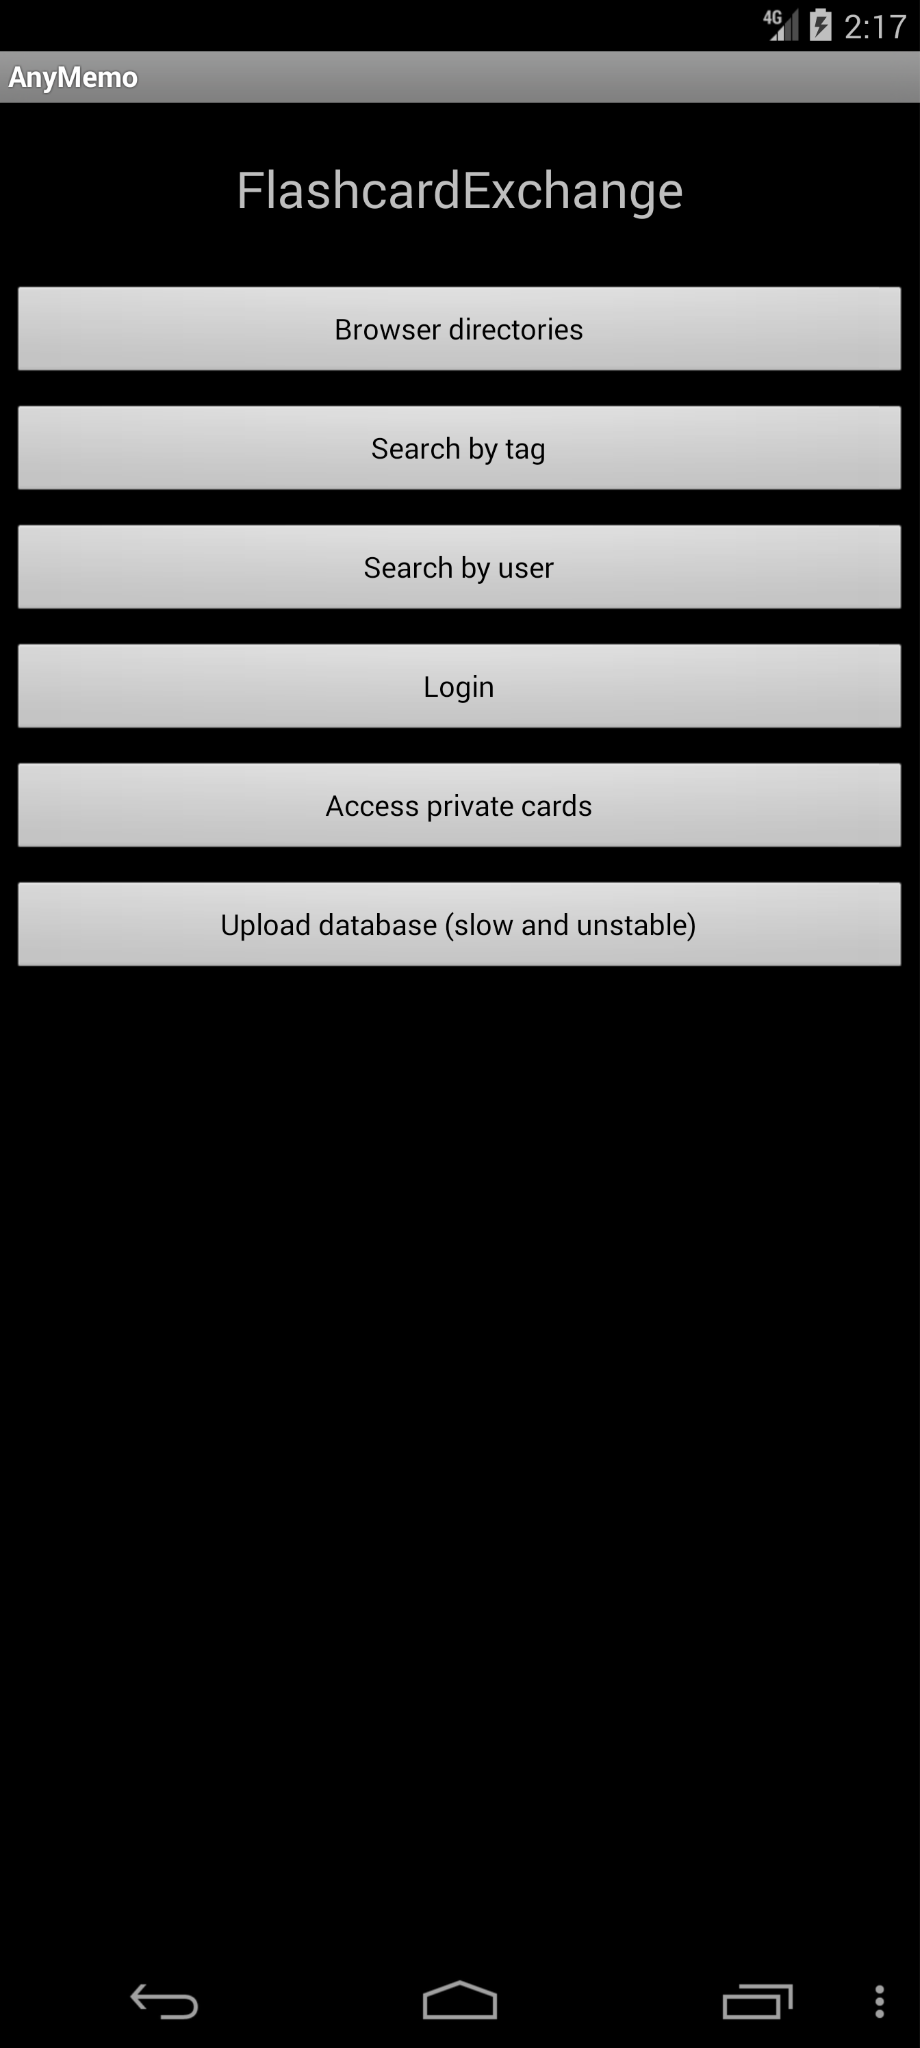 4G 2:17
AnyMemo
FlashcardExchange
Browser directories
Search by tag
Search by user
Login
Access private cards
Upload database (slow and unstable)